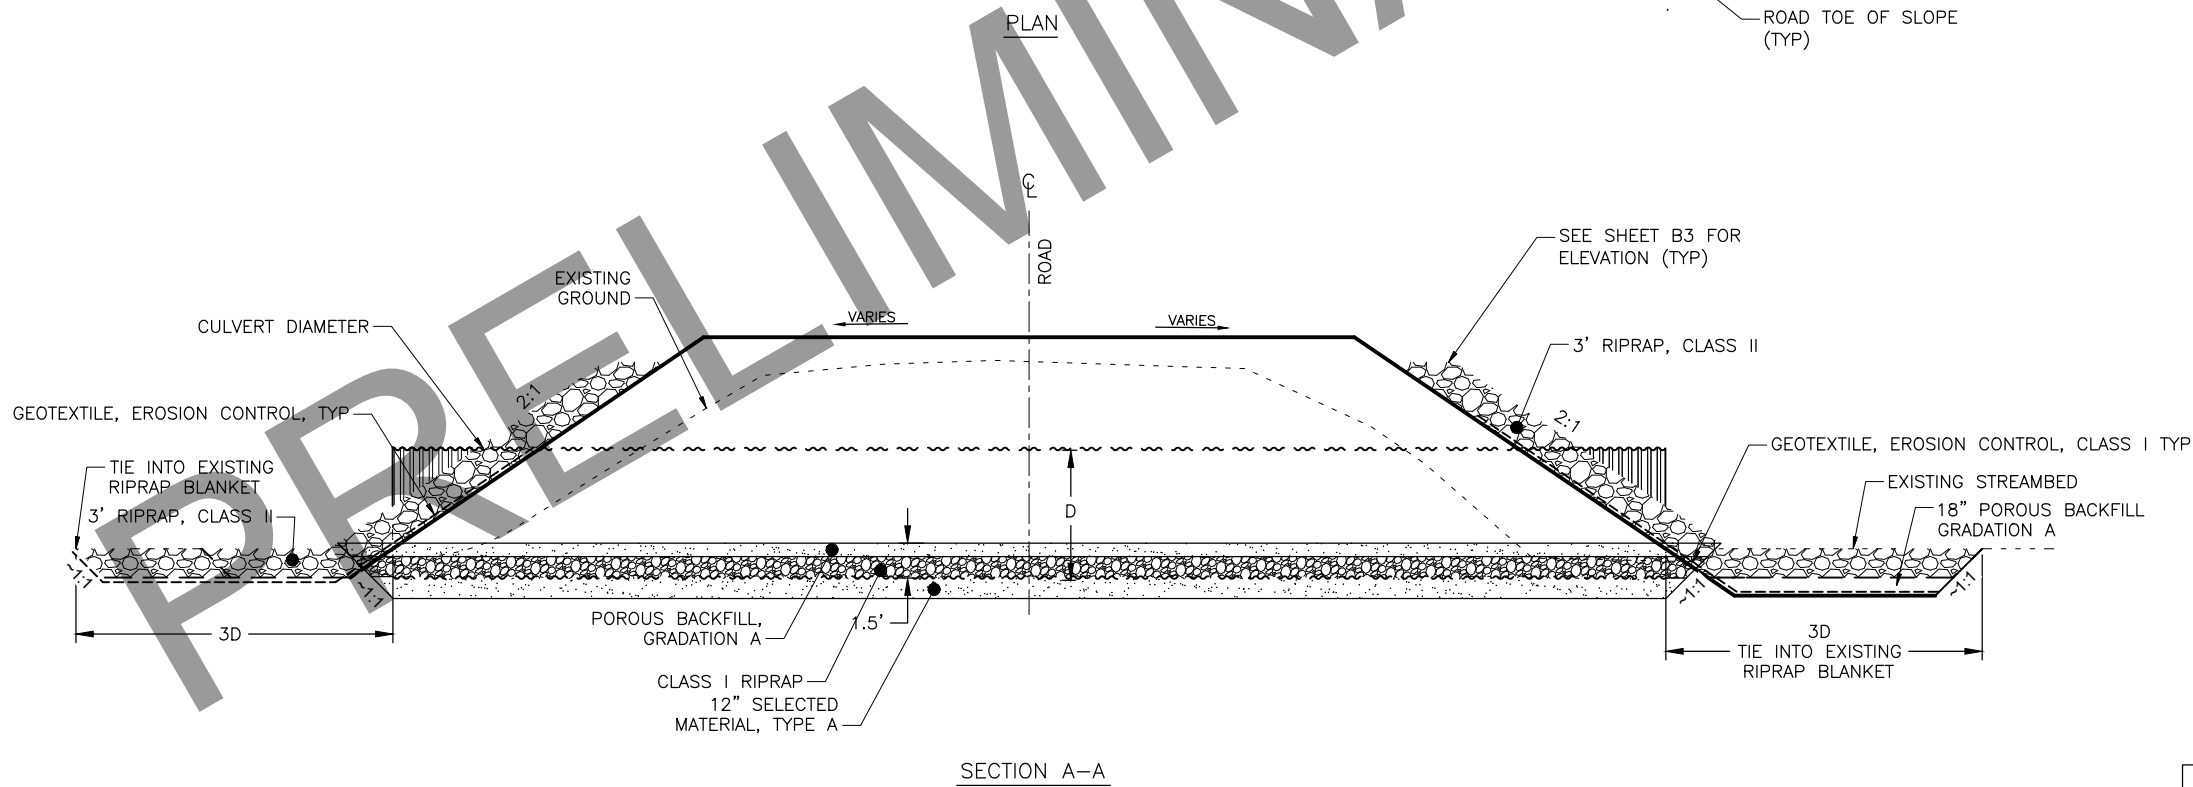 PLAN
ROAD TOE OF SLOPE
(TYP)
PRELIMINA
℄
ROAD
SEE SHEET B3 FOR
ELEVATION (TYP)
EXISTING
GROUND
CULVERT DIAMETER
VARIES
VARIES
3' RIPRAP, CLASS II
2:1
2:1
GEOTEXTILE, EROSION CONTROL, TYP
GEOTEXTILE, EROSION CONTROL, CLASS I TYP
TIE INTO EXISTING
RIPRAP BLANKET
3' RIPRAP, CLASS II
EXISTING STREAMBED
18" POROUS BACKFILL
GRADATION A
D
~1:1
~1:1
~1:1
~1:1
3D
POROUS BACKFILL,
GRADATION A
1.5'
3D
TIE INTO EXISTING
RIPRAP BLANKET
CLASS I RIPRAP
12" SELECTED
MATERIAL, TYPE A
SECTION A-A